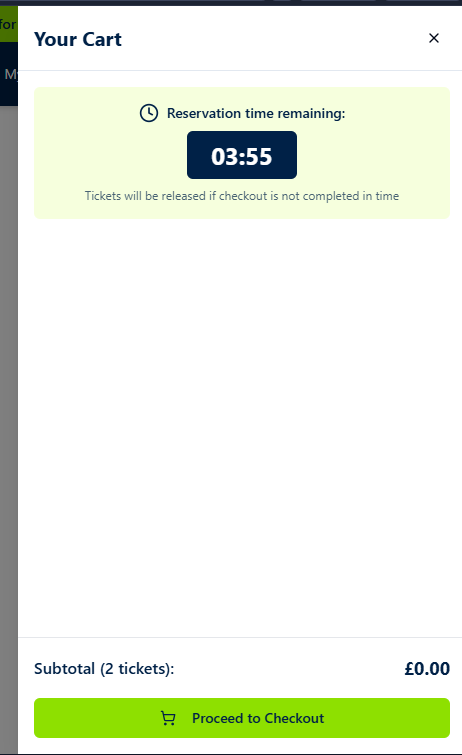 for
My
Your Cart
Reservation time remaining:
03:55
Tickets will be released if checkout is not completed in time
Subtotal (2 tickets):
£0.00
Proceed to Checkout